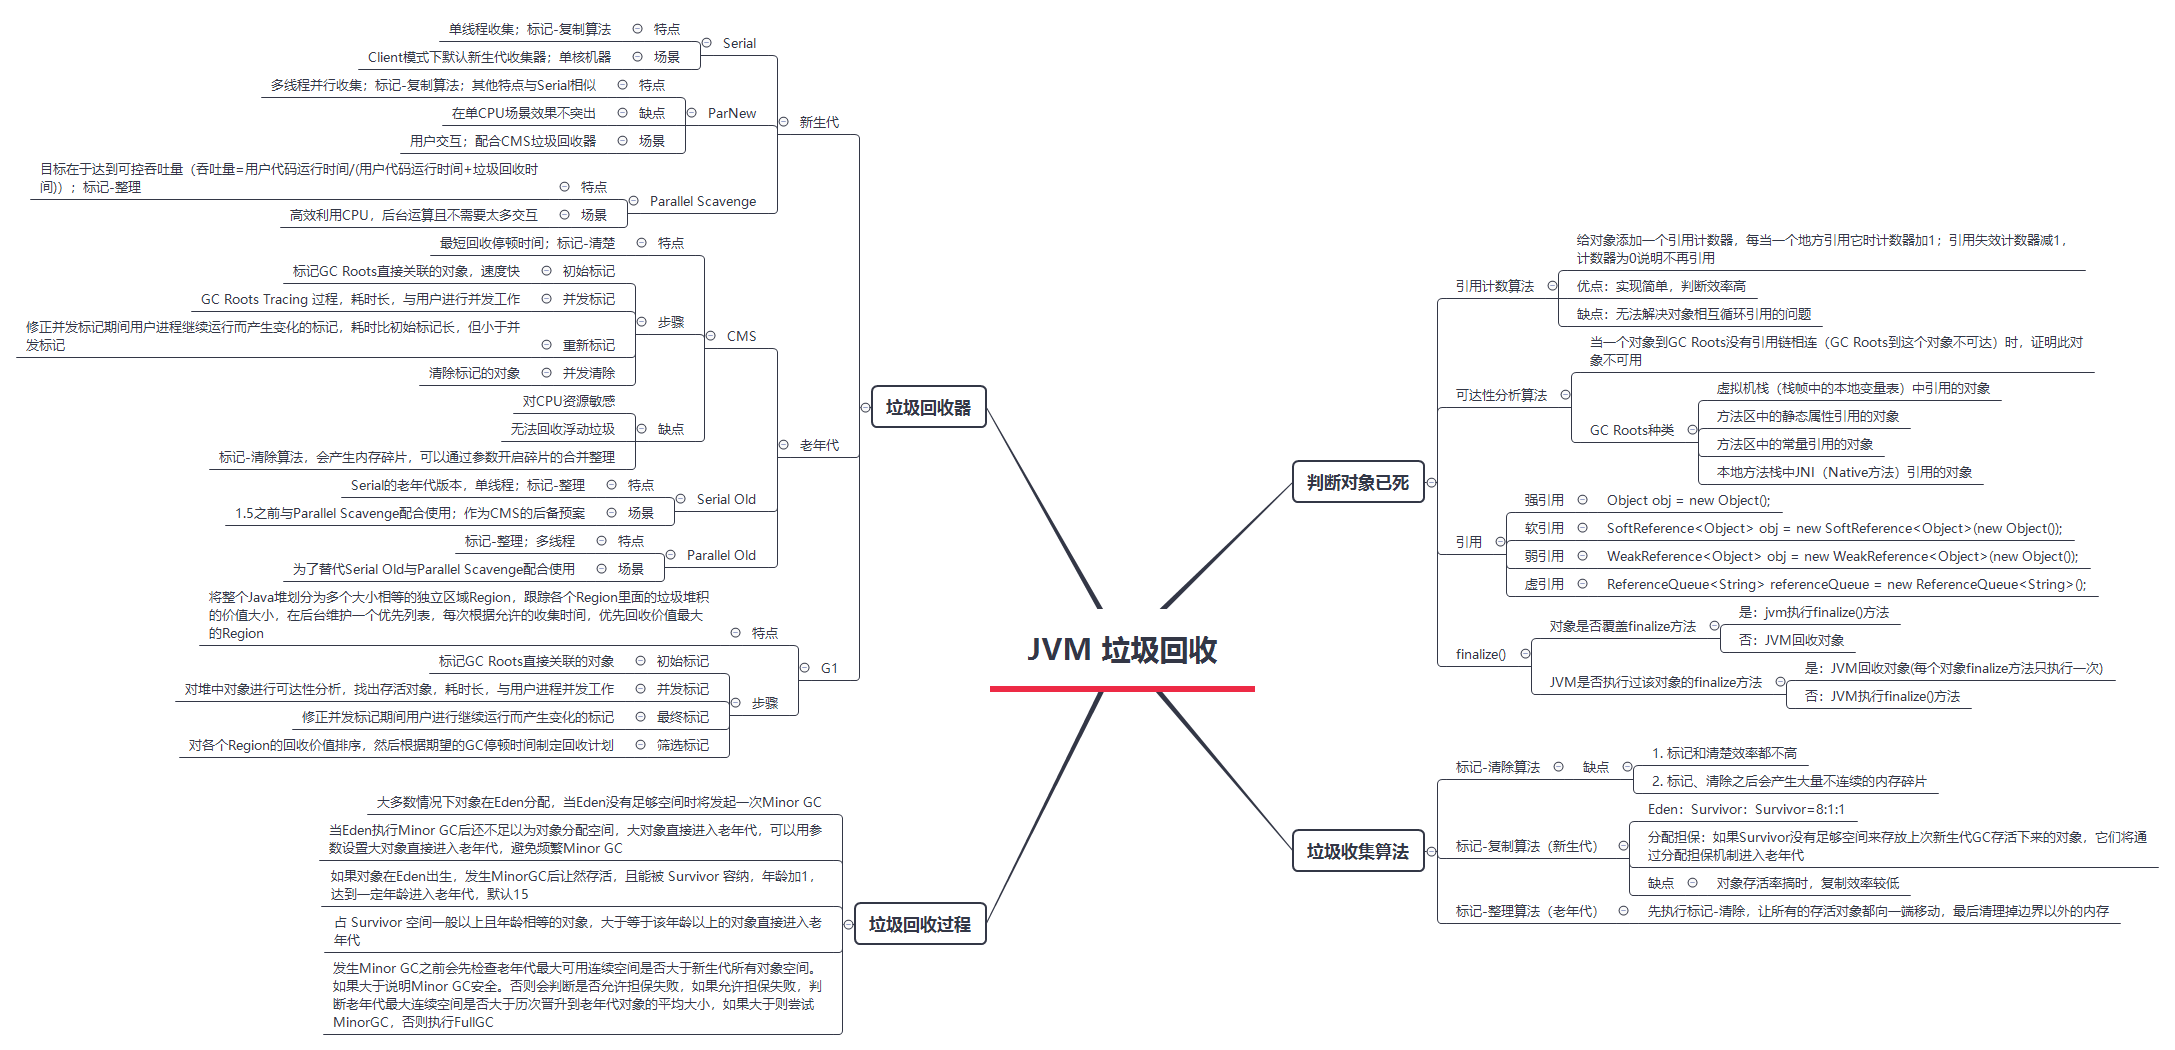 JVM 垃圾回收
垃圾回收器
新生代
Serial
特点
单线程收集；标记-复制算法
场景
Client模式下默认新生代收集器；单核机器
ParNew
特点
多线程并行收集；标记-复制算法；其他特点与Serial相似
缺点
在单CPU场景效果不突出
场景
用户交互；配合CMS垃圾回收器
Parallel Scavenge
特点
目标在于达到可控吞吐量（吞吐量=用户代码运行时间/(用户代码运行时间+垃圾回收时
间)）；标记-整理
场景
高效利用CPU，后台运算且不需要太多交互
老年代
CMS
特点
最短回收停顿时间；标记-清楚
步骤
初始标记
标记GC Roots直接关联的对象，速度快
并发标记
GC Roots Tracing 过程，耗时长，与用户进行并发工作
重新标记
修正并发标记期间用户进程继续运行而产生变化的标记，耗时比初始标记长，但小于并
发标记
并发清除
清除标记的对象
缺点
对CPU资源敏感
无法回收浮动垃圾
标记-清除算法，会产生内存碎片，可以通过参数开启碎片的合并整理
Serial Old
特点
Serial的老年代版本，单线程；标记-整理
场景
1.5之前与Parallel Scavenge配合使用；作为CMS的后备预案
Parallel Old
特点
标记-整理；多线程
场景
为了替代Serial Old与Parallel Scavenge配合使用
G1
特点
将整个Java堆划分为多个大小相等的独立区域Region，跟踪各个Region里面的垃圾堆积
的价值大小，在后台维护一个优先列表，每次根据允许的收集时间，优先回收价值最大
的Region
步骤
初始标记
标记GC Roots直接关联的对象
并发标记
对堆中对象进行可达性分析，找出存活对象，耗时长，与用户进程并发工作
最终标记
修正并发标记期间用户进行继续运行而产生变化的标记
筛选标记
对各个Region的回收价值排序，然后根据期望的GC停顿时间制定回收计划
垃圾回收过程
大多数情况下对象在Eden分配，当Eden没有足够空间时将发起一次Minor GC
当Eden执行Minor GC后还不足以为对象分配空间，大对象直接进入老年代，可以用参
数设置大对象直接进入老年代，避免频繁Minor GC
如果对象在Eden出生，发生MinorGC后让然存活，且能被 Survivor 容纳，年龄加1，
达到一定年龄进入老年代，默认15
占 Survivor 空间一般以上且年龄相等的对象，大于等于该年龄以上的对象直接进入老
年代
发生Minor GC之前会先检查老年代最大可用连续空间是否大于新生代所有对象空间。
如果大于说明Minor GC安全。否则会判断是否允许担保失败，如果允许担保失败，判
断老年代最大连续空间是否大于历次晋升到老年代对象的平均大小，如果大于则尝试
MinorGC，否则执行FullGC
判断对象已死
引用计数算法
给对象添加一个引用计数器，每当一个地方引用它时计数器加1；引用失效计数器减1，
计数器为0说明不再引用
优点：实现简单，判断效率高
缺点：无法解决对象相互循环引用的问题
可达性分析算法
当一个对象到GC Roots没有引用链相连（GC Roots到这个对象不可达）时，证明此对
象不可用
GC Roots种类
虚拟机栈（栈帧中的本地变量表）中引用的对象
方法区中的静态属性引用的对象
方法区中的常量引用的对象
本地方法栈中JNI（Native方法）引用的对象
引用
强引用
Object obj = new Object();
软引用
SoftReference<Object> obj = new SoftReference<Object>(new Object());
弱引用
WeakReference<Object> obj = new WeakReference<Object>(new Object());
虚引用
ReferenceQueue<String> referenceQueue = new ReferenceQueue<String>();
finalize()
对象是否覆盖finalize方法
是：jvm执行finalize()方法
否：JVM回收对象
JVM是否执行过该对象的finalize方法
是：JVM回收对象(每个对象finalize方法只执行一次)
否：JVM执行finalize()方法
垃圾收集算法
标记-清除算法
缺点
1. 标记和清楚效率都不高
2. 标记、清除之后会产生大量不连续的内存碎片
标记-复制算法（新生代）
Eden：Survivor：Survivor=8:1:1
分配担保：如果Survivor没有足够空间来存放上次新生代GC存活下来的对象，它们将通
过分配担保机制进入老年代
缺点
对象存活率搞时，复制效率较低
标记-整理算法（老年代）
先执行标记-清除，让所有的存活对象都向一端移动，最后清理掉边界以外的内存